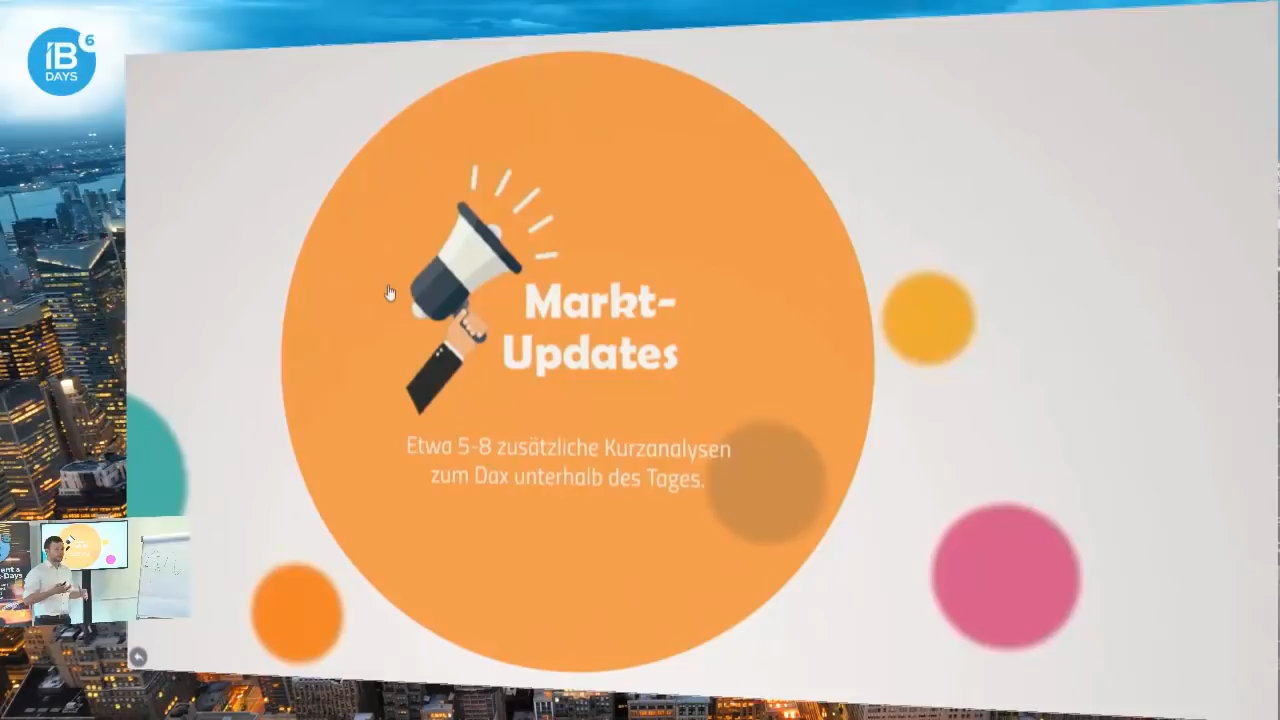 IB
6
DAYS
Markt-
Updates
Etwa 5-8 zusätzliche Kurzanalysen
zum Dax unterhalb des Tages.